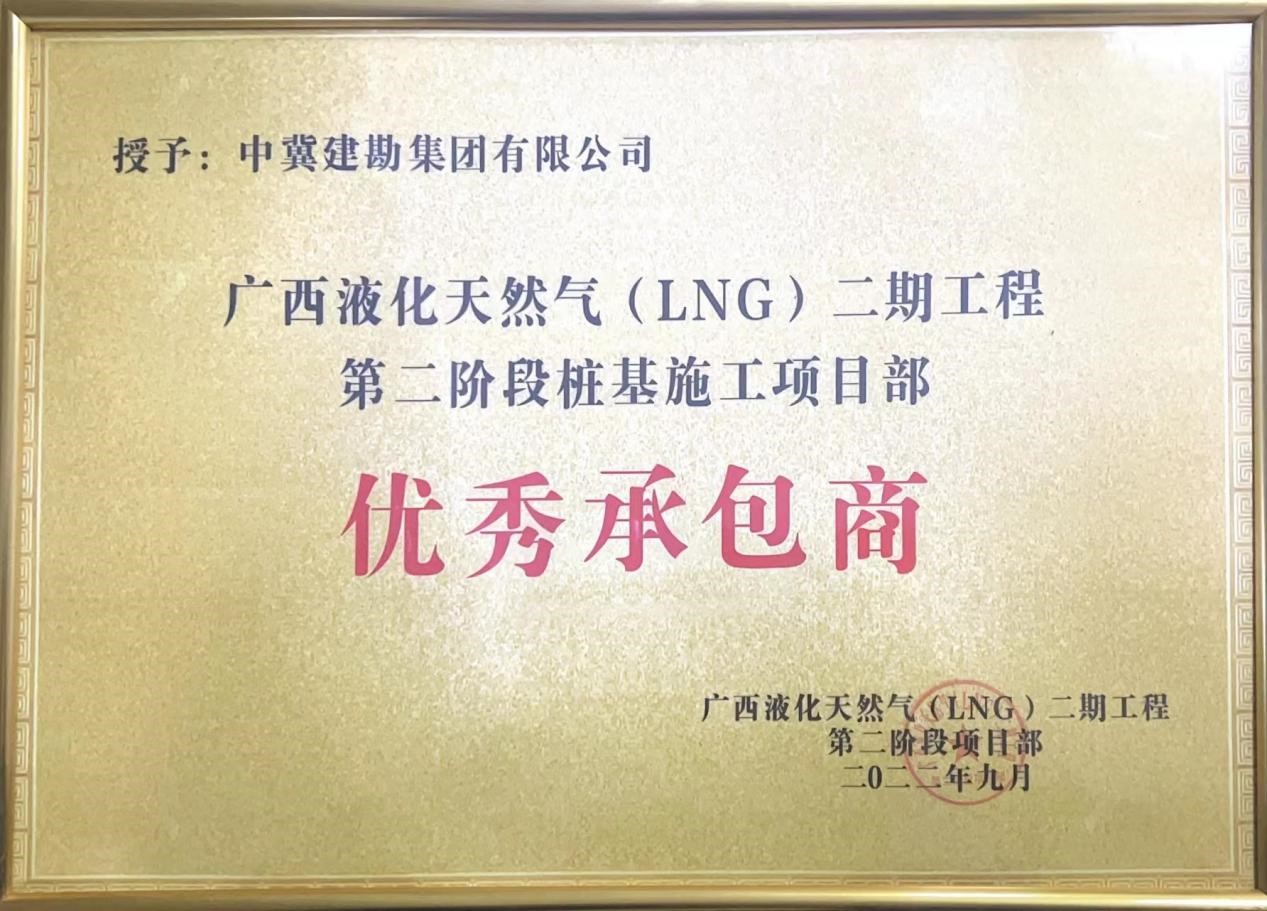 授予：中冀建勘集团有限公司
广西液化天然气（LNG）二期工程
第二阶段桩基施工项目部
优秀承包商
广西液化天然气（LNG）二期工程
第二阶段项目部
二〇二二年九月